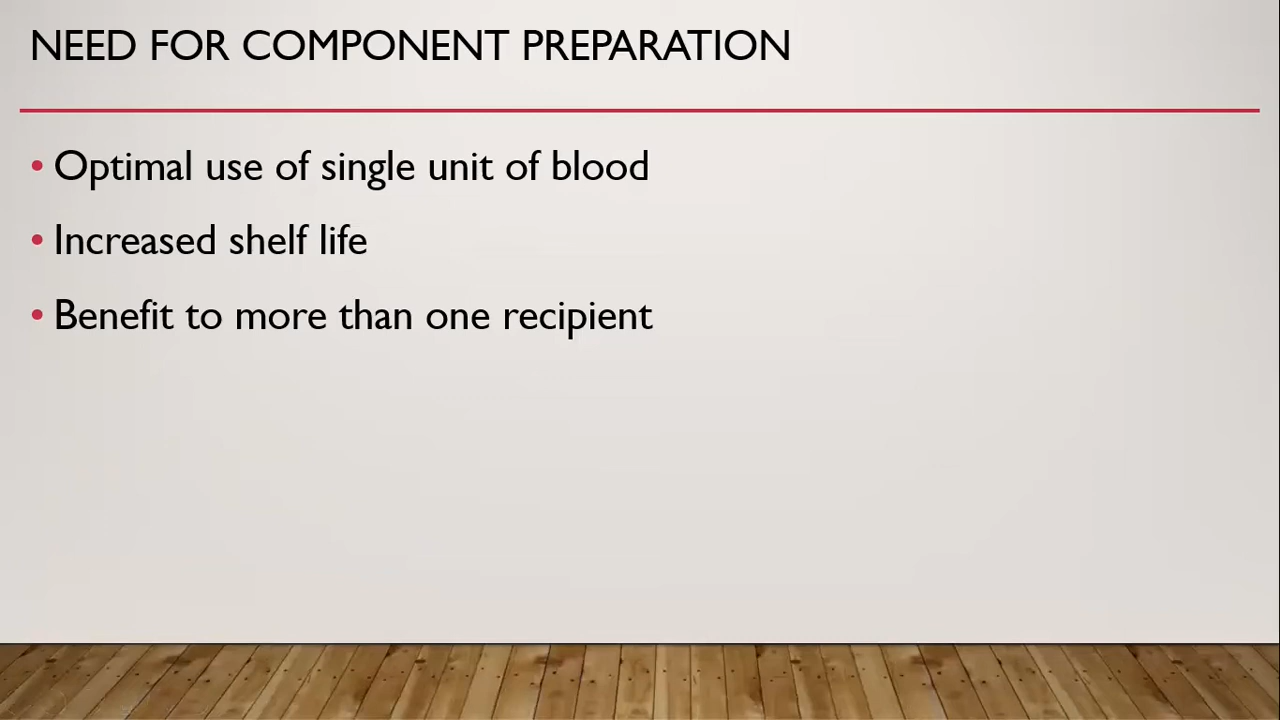 NEED FOR COMPONENT PREPARATION
• Optimal use of single unit of blood
• Increased shelf life
• Benefit to more than one recipient